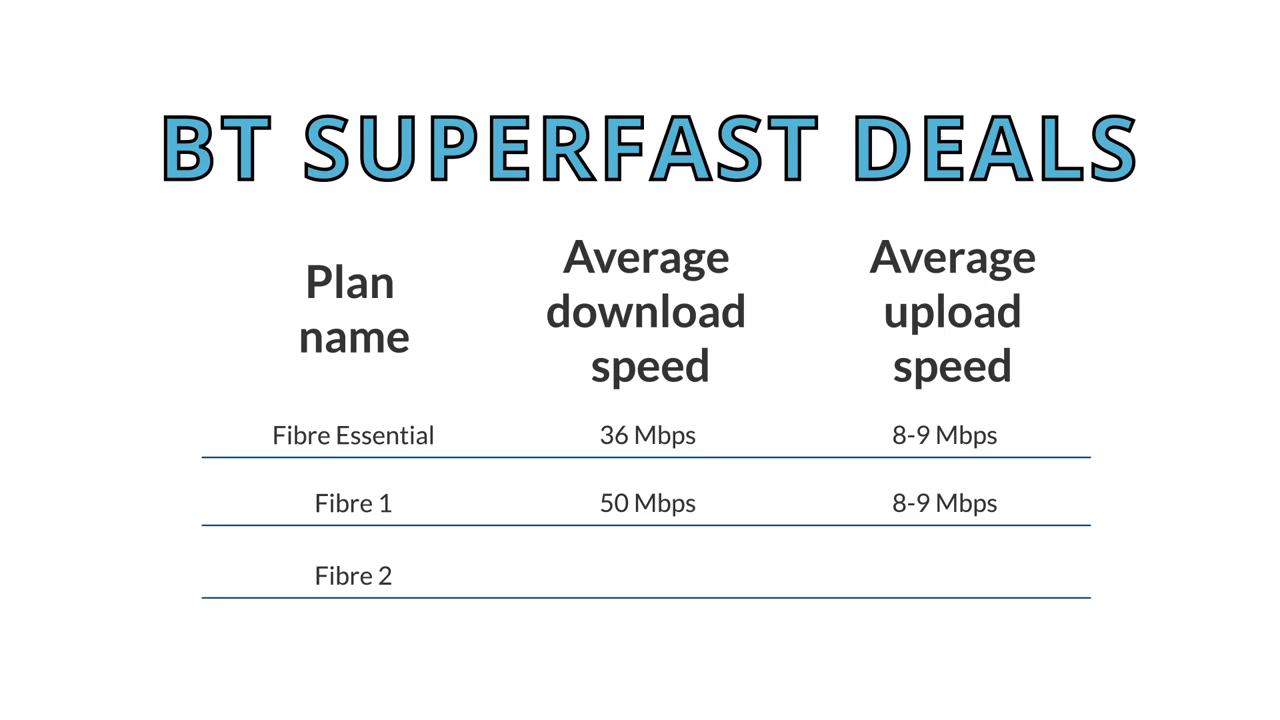 BT SUPERFAST DEALS
Plan
name
Average
download
speed
Average
upload
speed
Fibre Essential 36 Mbps 8-9 Mbps
Fibre 1 50 Mbps 8-9 Mbps
Fibre 2